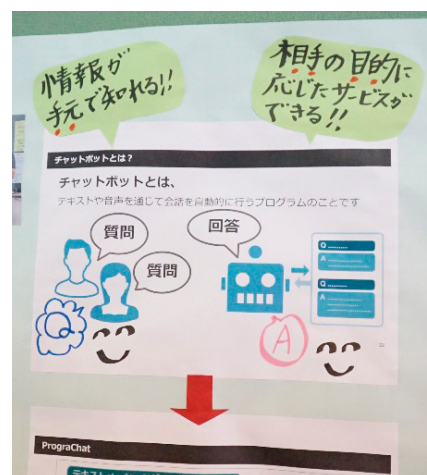 情報が
手元で知れる!!
相手の目的に
応じたサービスが
できる!!
チャットボットとは？
チャットボットとは、
テキストや音声を通じて会話を自動的に行うプログラムのことです
質問
回答
質問
Q
A
Q
A
Q
A
PrograChat